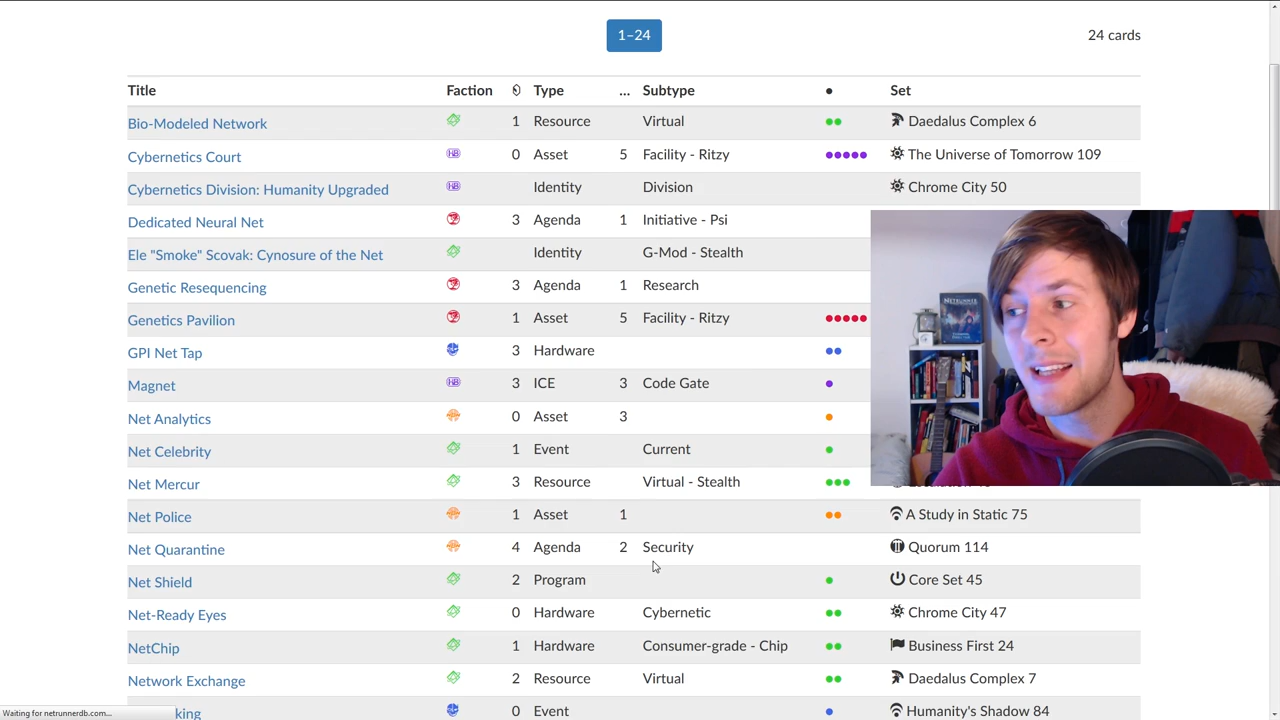 1–24
24 cards
Title Faction Type ... Subtype Set
Bio-Modeled Network 1 Resource Virtual Daedalus Complex 6
Cybernetics Court 0 Asset 5 Facility - Ritzy The Universe of Tomorrow 109
Cybernetics Division: Humanity Upgraded Identity Division Chrome City 50
Dedicated Neural Net 3 Agenda 1 Initiative - Psi
Ele "Smoke" Scovak: Cynosure of the Net Identity G-Mod - Stealth
Genetic Resequencing 3 Agenda 1 Research
Genetics Pavilion 1 Asset 5 Facility - Ritzy
GPI Net Tap 3 Hardware
Magnet 3 ICE 3 Code Gate
Net Analytics 0 Asset 3
Net Celebrity 1 Event Current
Net Mercur 3 Resource Virtual - Stealth
Net Police 1 Asset 1 A Study in Static 75
Net Quarantine 4 Agenda 2 Security Quorum 114
Net Shield 2 Program Core Set 45
Net-Ready Eyes 0 Hardware Cybernetic Chrome City 47
NetChip 1 Hardware Consumer-grade - Chip Business First 24
Network Exchange 2 Resource Virtual Daedalus Complex 7
king 0 Event Humanity's Shadow 84
Waiting for netrunnerdb.com...
NETRUNNER